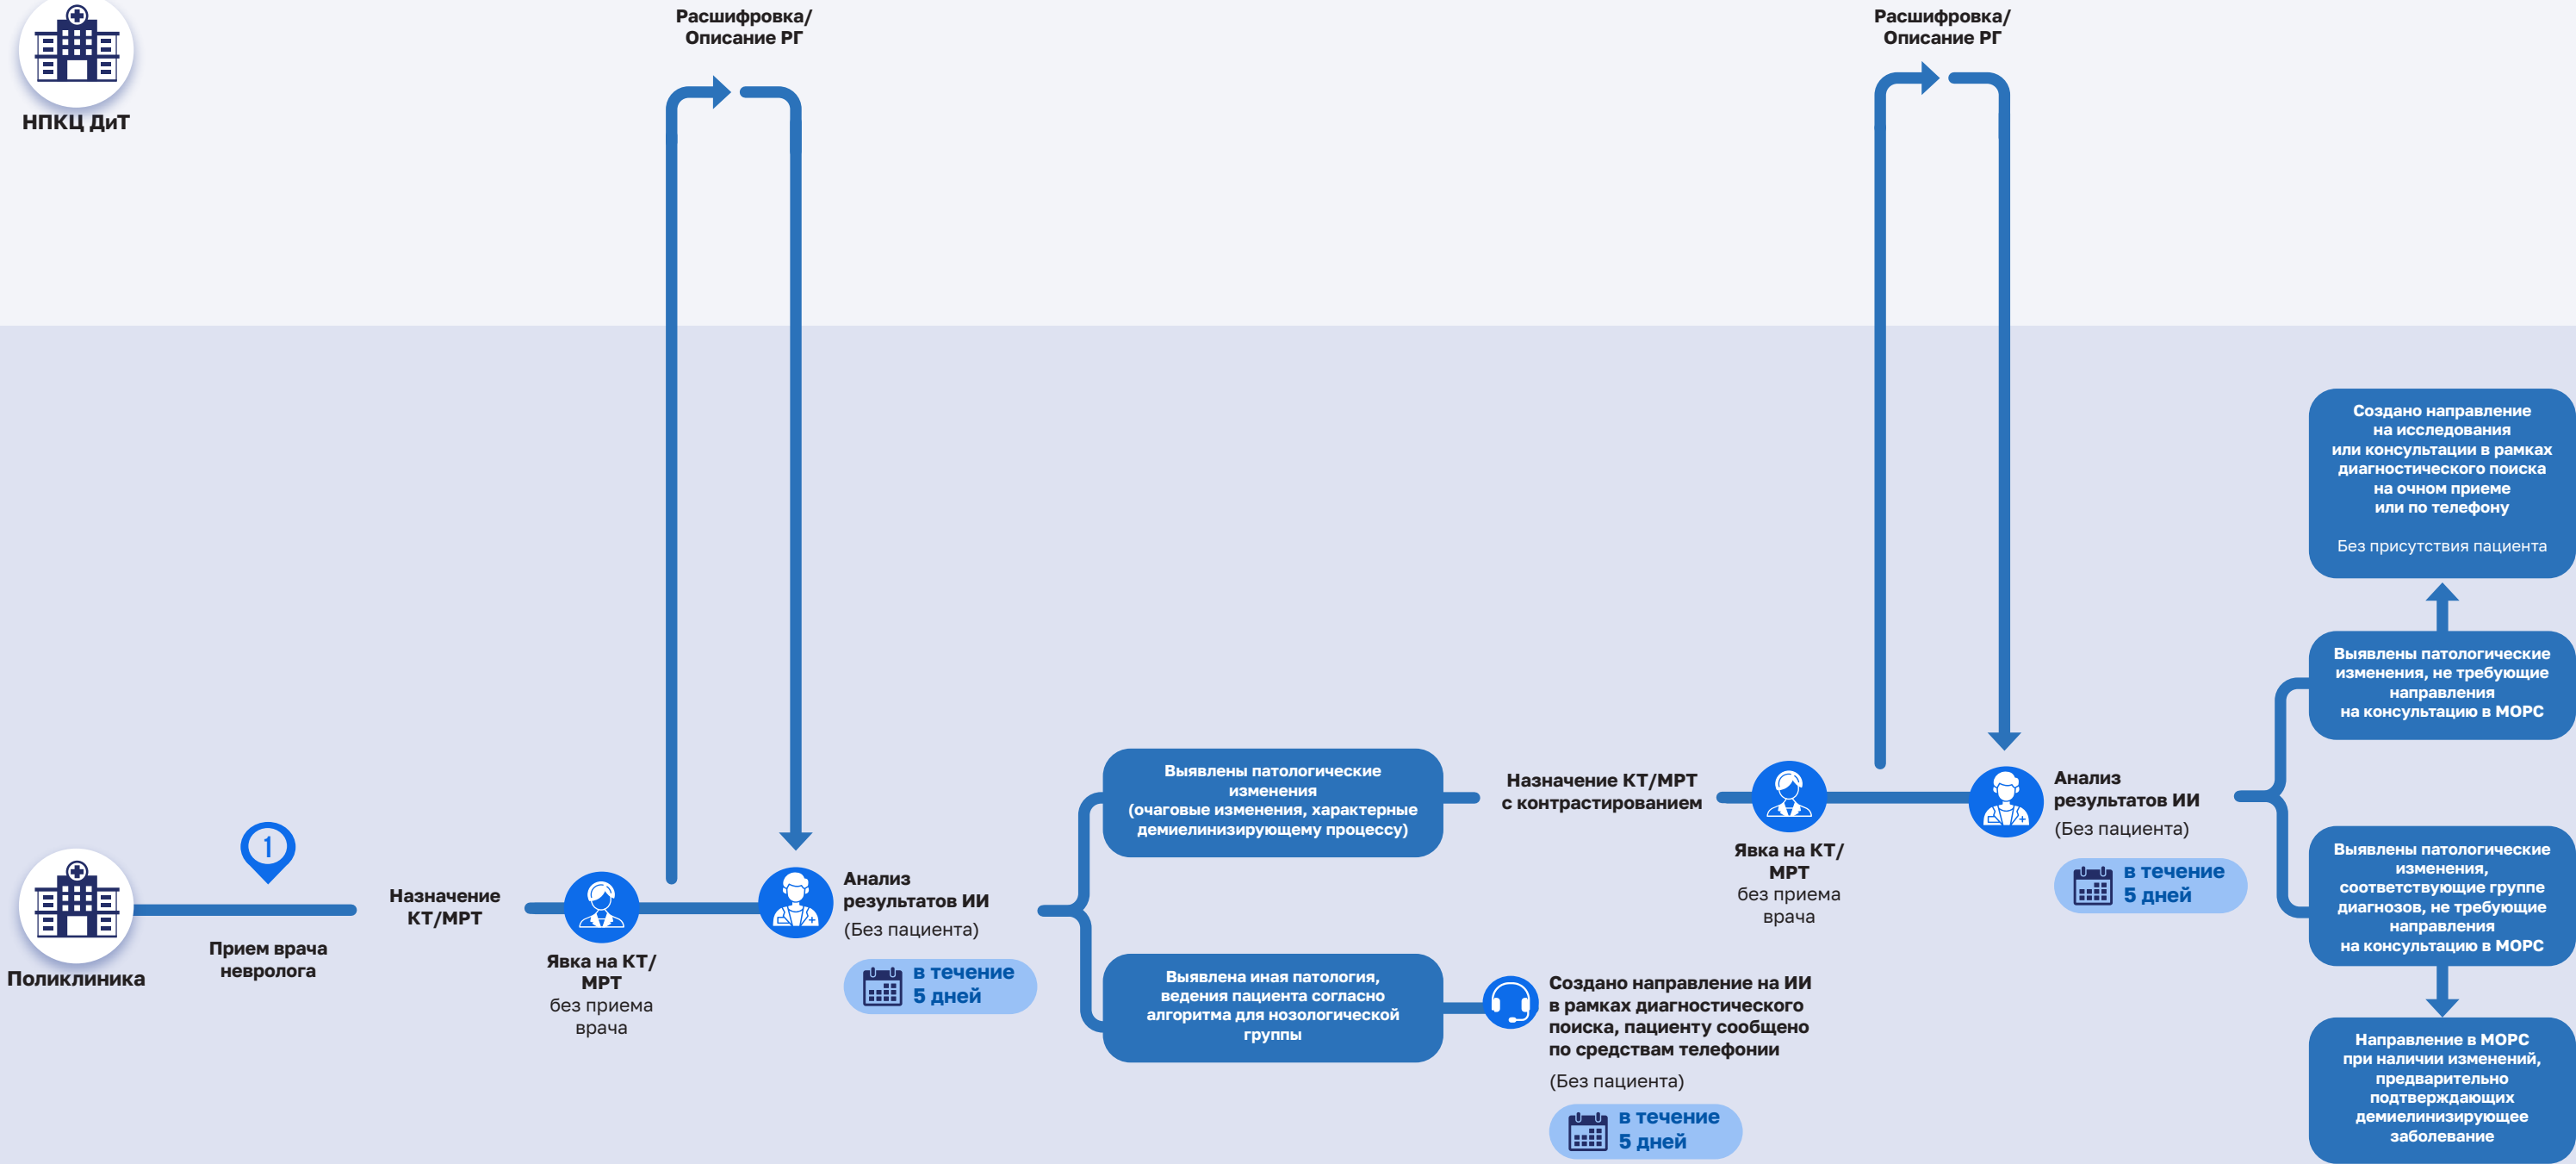 НПКЦ ДиТ
Расшифровка/
Описание РГ
Расшифровка/
Описание РГ
Поликлиника
1
Прием врача
невролога
Назначение
КТ/МРТ
Явка на КТ/
МРТ
без приема
врача
Анализ
результатов ИИ
(Без пациента)
в течение
5 дней
Выявлены патологические
изменения
(очаговые изменения, характерные
демиелинизирующему процессу)
Выявлена иная патология,
ведения пациента согласно
алгоритма для нозологической
группы
Назначение КТ/МРТ
с контрастированием
Создано направление на ИИ
в рамках диагностического
поиска, пациенту сообщено
по средствам телефонии
(Без пациента)
в течение
5 дней
Явка на КТ/
МРТ
без приема
врача
Анализ
результатов ИИ
(Без пациента)
в течение
5 дней
Создано направление
на исследования
или консультации в рамках
диагностического поиска
на очном приеме
или по телефону
Без присутствия пациента
Выявлены патологические
изменения, не требующие
направления
на консультацию в МОРС
Выявлены патологические
изменения,
соответствующие группе
диагнозов, не требующие
направления
на консультацию в МОРС
Направление в МОРС
при наличии изменений,
предварительно
подтверждающих
демиелинизирующее
заболевание